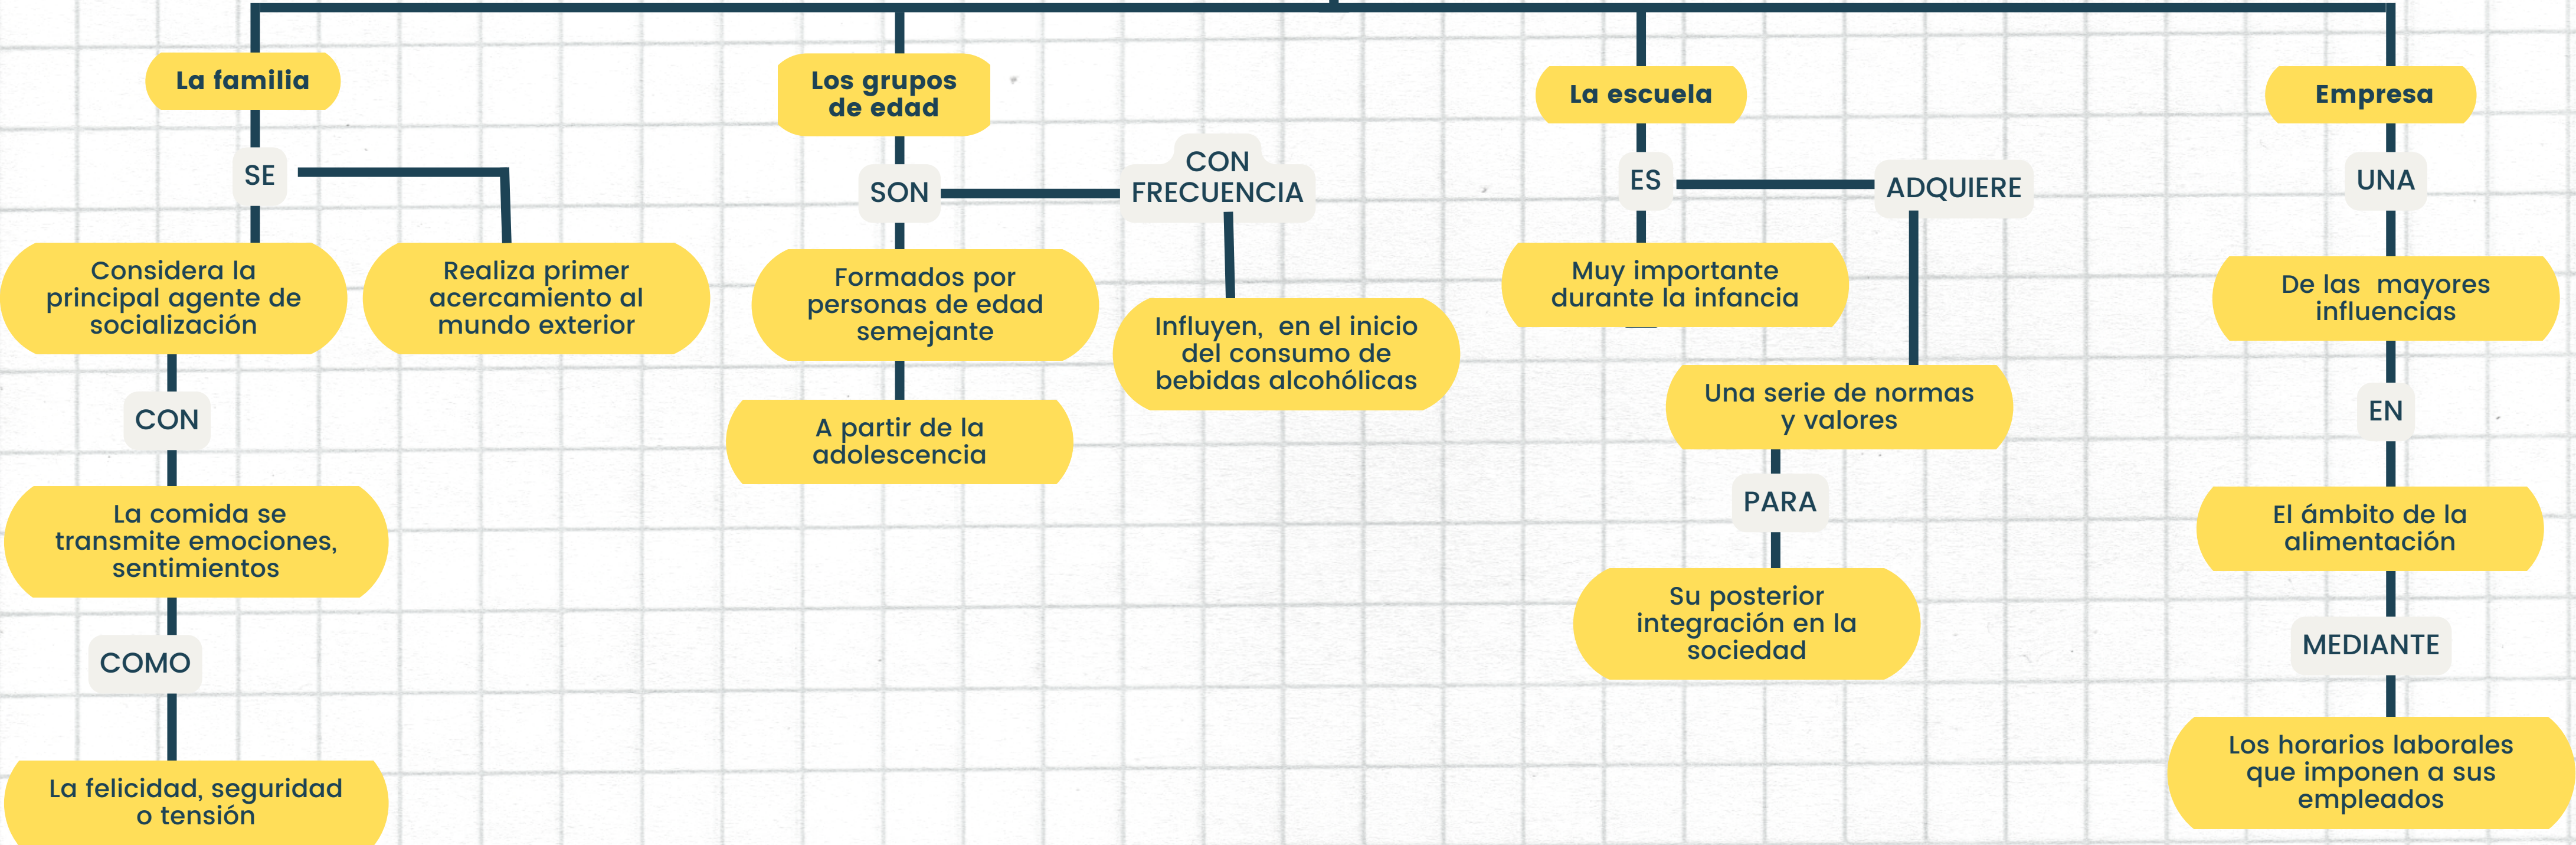 La familia
SE
Considera la
principal agente de
socialización
Realiza primer
acercamiento al
mundo exterior
CON
La comida se
transmite emociones,
sentimientos
COMO
La felicidad, seguridad
o tensión
Los grupos
de edad
SON
CON
FRECUENCIA
Formados por
personas de edad
semejante
A partir de la
adolescencia
Influyen,  en el inicio
del consumo de
bebidas alcohólicas
La escuela
ES
ADQUIERE
Muy importante
durante la infancia
Una serie de normas
y valores
PARA
Su posterior
integración en la
sociedad
Empresa
UNA
De las  mayores
influencias
EN
El ámbito de la
alimentación
MEDIANTE
Los horarios laborales
que imponen a sus
empleados